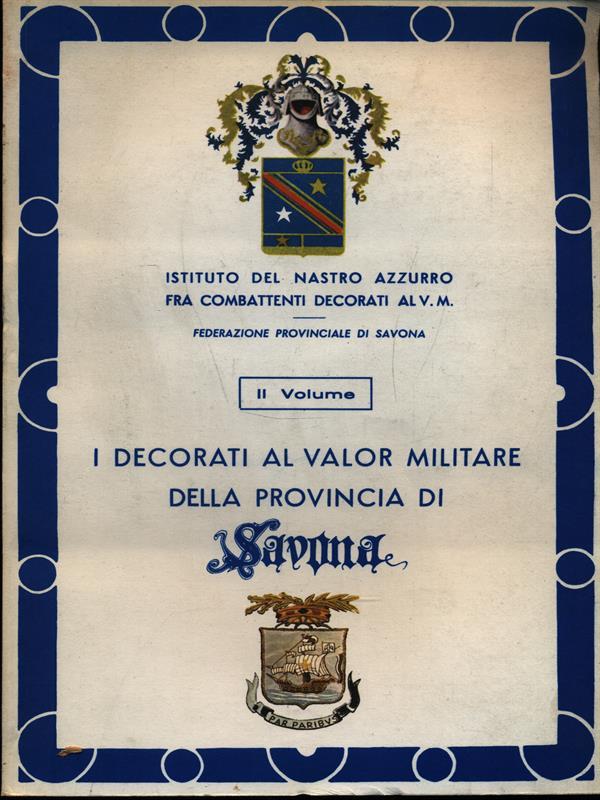 ISTITUTO DEL NASTRO AZZURRO
FRA COMBATTENTI DECORATI AL V. M.
FEDERAZIONE PROVINCIALE DI SAVONA
II Volume
I DECORATI AL VALOR MILITARE
DELLA PROVINCIA DI
Savona
PAR PARIBVS